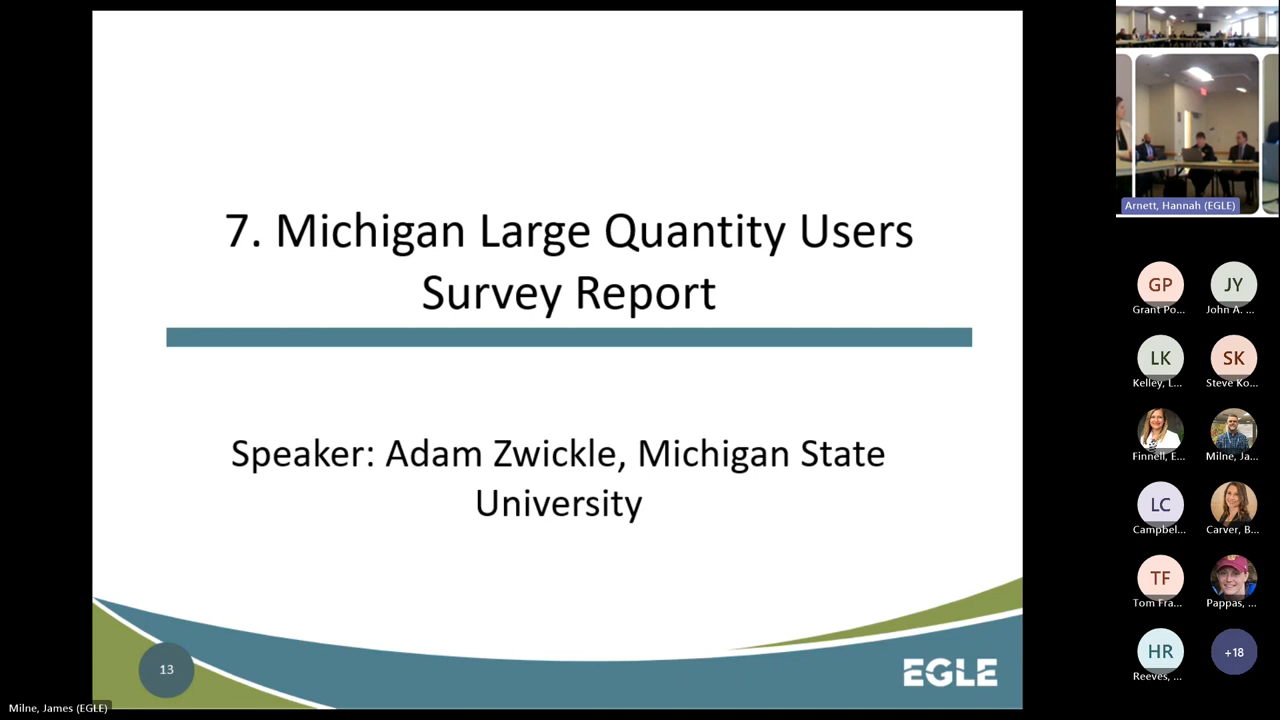 7. Michigan Large Quantity Users
Survey Report
Speaker: Adam Zwickle, Michigan State
University
13
EGLE
Milne, James (EGLE)
Arnett, Hannah (EGLE)
GP
Grant Po...
JY
John A. ...
LK
Kelley, L...
SK
Steve Ko...
Finnell, E...
Milne, Ja...
LC
Campbel...
Carver, B...
TF
Tom Fra...
Pappas, ...
HR
Reeves, ...
+18